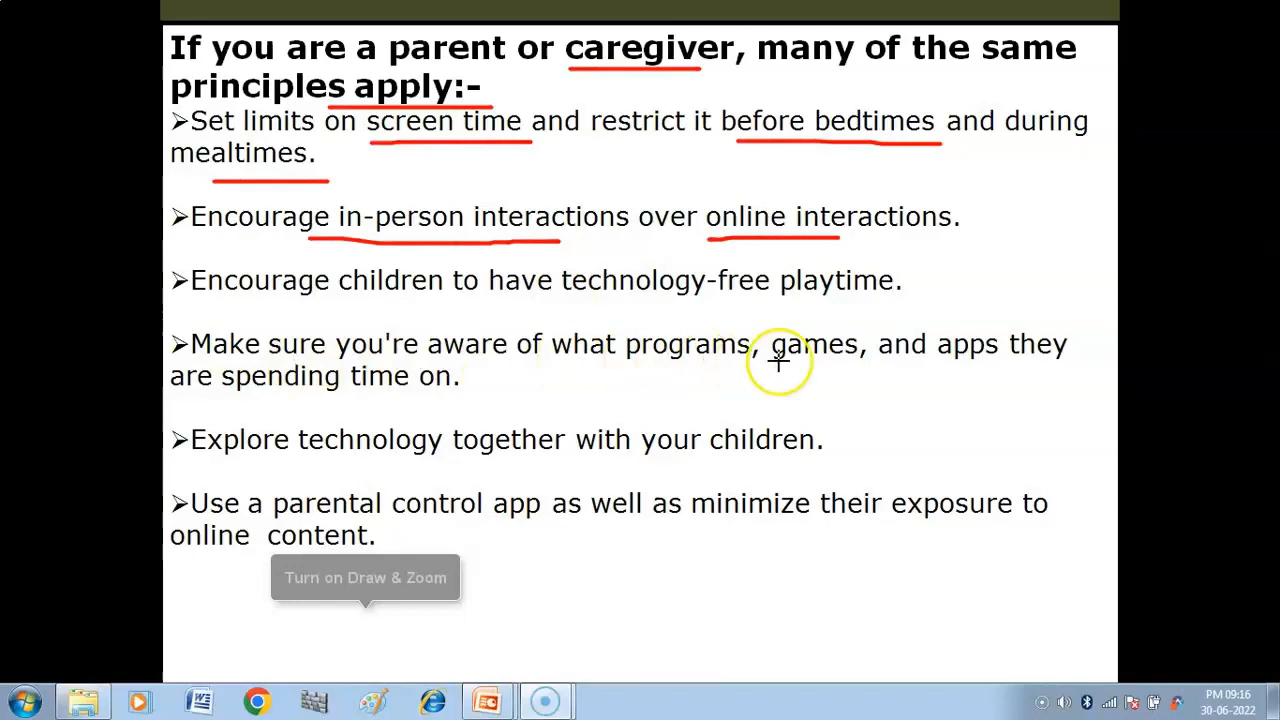 If you are a parent or caregiver, many of the same
principles apply:-
➢Set limits on screen time and restrict it before bedtimes and during
mealtimes.
➢Encourage in-person interactions over online interactions.
➢Encourage children to have technology-free playtime.
➢Make sure you're aware of what programs, games, and apps they
are spending time on.
➢Explore technology together with your children.
➢Use a parental control app as well as minimize their exposure to
online  content.
Turn on Draw & Zoom
PM 09:16
30-06-2022